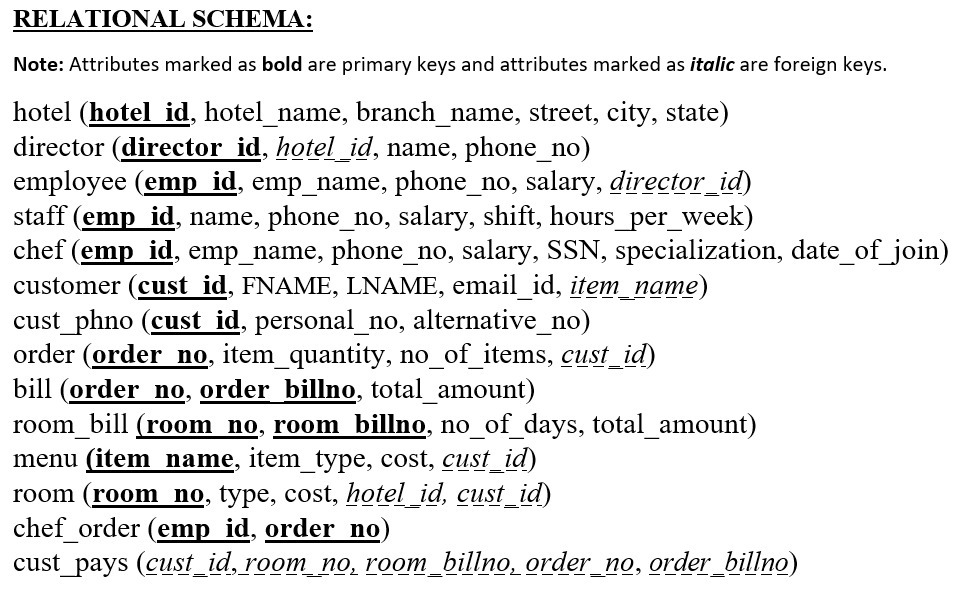 RELATIONAL SCHEMA:
Note: Attributes marked as bold are primary keys and attributes marked as italic are foreign keys.
hotel (hotel_id, hotel_name, branch_name, street, city, state)
director (director_id, hotel_id, name, phone_no)
employee (emp_id, emp_name, phone_no, salary, director_id)
staff (emp_id, name, phone_no, salary, shift, hours_per_week)
chef (emp_id, emp_name, phone_no, salary, SSN, specialization, date_of_join)
customer (cust_id, FNAME, LNAME, email_id, item_name)
cust_phno (cust_id, personal_no, alternative_no)
order (order_no, item_quantity, no_of_items, cust_id)
bill (order_no, order_billno, total_amount)
room_bill (room_no, room_billno, no_of_days, total_amount)
menu (item_name, item_type, cost, cust_id)
room (room_no, type, cost, hotel_id, cust_id)
chef_order (emp_id, order_no)
cust_pays (cust_id, room_no, room_billno, order_no, order_billno)